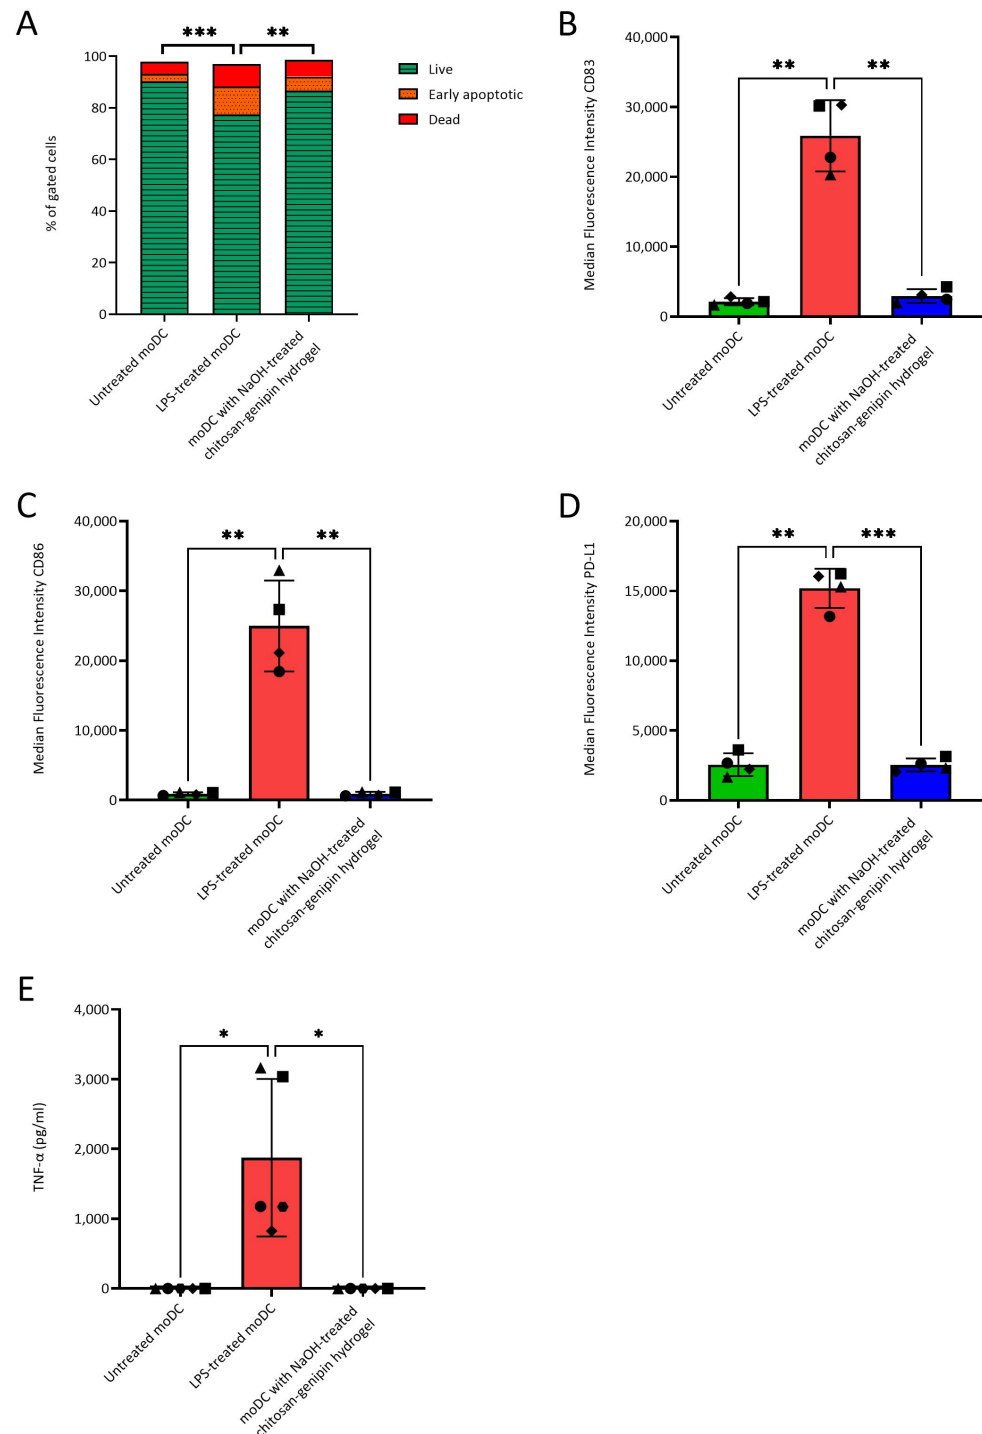 A
*** **
100
80
60
40
20
0
% of gated cells
Live
Early apoptotic
Dead
Untreated moDC
LPS-treated moDC
moDC with NaOH-treated
chitosan-genipin hydrogel
B
** **
40,000
30,000
20,000
10,000
0
Median Fluorescence Intensity CD83
Untreated moDC
LPS-treated moDC
moDC with NaOH-treated
chitosan-genipin hydrogel
C
** **
40,000
30,000
20,000
10,000
0
Median Fluorescence Intensity CD86
Untreated moDC
LPS-treated moDC
moDC with NaOH-treated
chitosan-genipin hydrogel
D
** ***
20,000
15,000
10,000
5,000
0
Median Fluorescence Intensity PD-L1
Untreated moDC
LPS-treated moDC
moDC with NaOH-treated
chitosan-genipin hydrogel
E
* *
4,000
3,000
2,000
1,000
0
TNF-α (pg/ml)
Untreated moDC
LPS-treated moDC
moDC with NaOH-treated
chitosan-genipin hydrogel